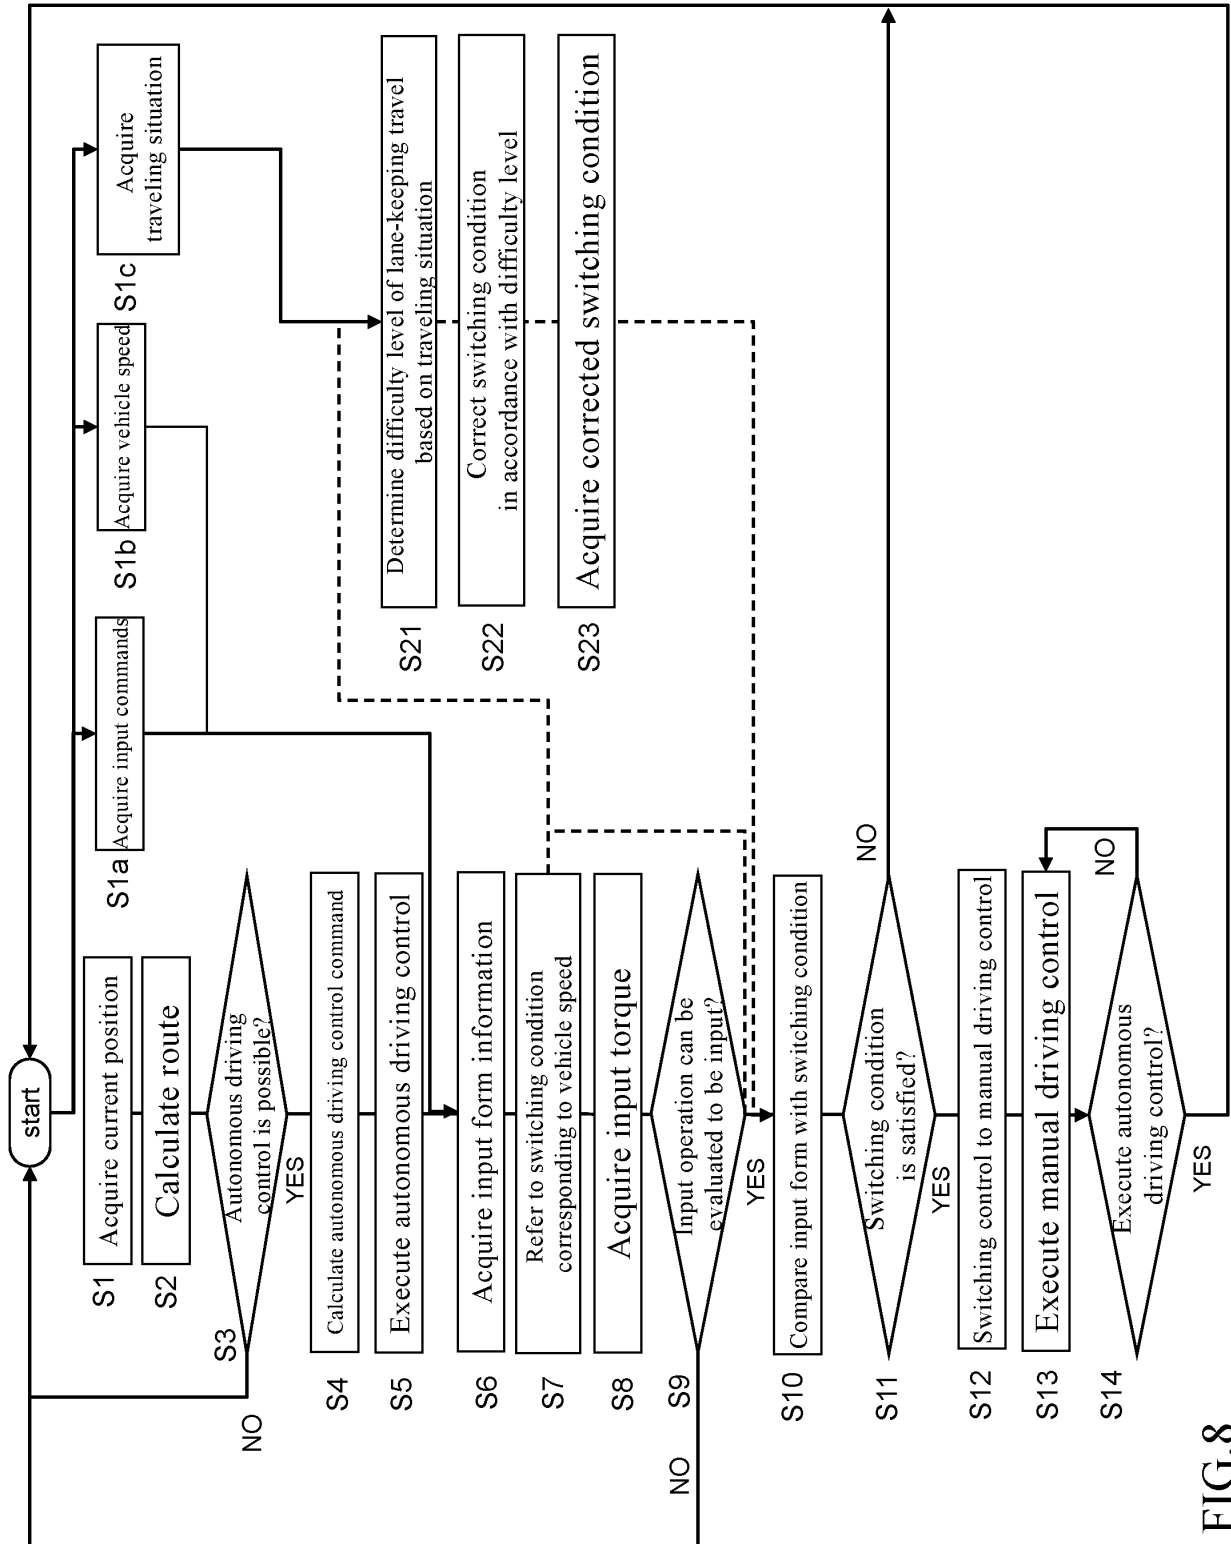 start
S1
Acquire current position
S2
Calculate route
S3
Autonomous driving
control is possible?
NO
YES
S4
Calculate autonomous driving control command
S5
Execute autonomous driving control
S6
Acquire input form information
S7
Refer to switching condition
corresponding to vehicle speed
S8
Acquire input torque
S9
Input operation can be
evaluated to be input?
NO
YES
S10
Compare input form with switching condition
S11
Switching condition
is satisfied?
NO
YES
S12
Switching control to manual driving control
S13
Execute manual driving control
S14
Execute autonomous
driving control?
NO
YES
S1a
Acquire input commands
S1b
Acquire vehicle speed
S1c
Acquire
traveling situation
S21
Determine difficulty level of lane-keeping travel
based on traveling situation
S22
Correct switching condition
in accordance with difficulty level
S23
Acquire corrected switching condition
FIG.8